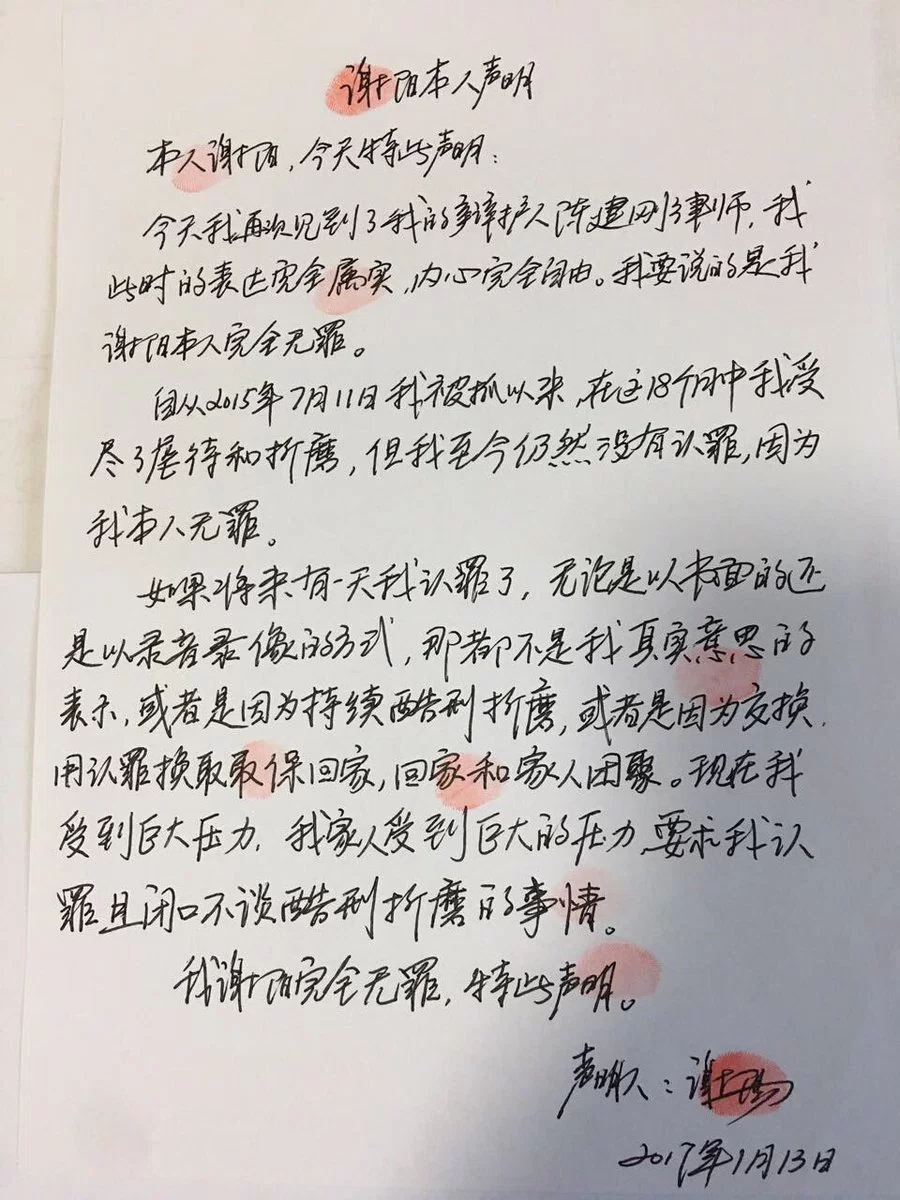 谢阳本人声明
本人谢阳，今天特此声明：
今天我再次见到了我的辩护人陈建刚律师，我
此时的表达完全属实，内心完全自由。我要说的是我
谢阳本人完全无罪。
自从2015年7月11日我被抓以来，在这18个月中我受
尽了虐待和折磨，但我至今仍然没有认罪，因为
我本人无罪。
如果将来有一天我认罪了，无论是以书面的还
是以录音录像的方式，那都不是我真实意思的
表示，或者是因为持续酷刑折磨，或者是因为交换，
用认罪换取取保回家，回家和家人团聚。现在我
受到巨大压力，我家人受到巨大的压力，要求我认
罪且闭口不谈酷刑折磨的事情。
我谢阳完全无罪，特此声明。
声明人：谢阳
2017年1月13日